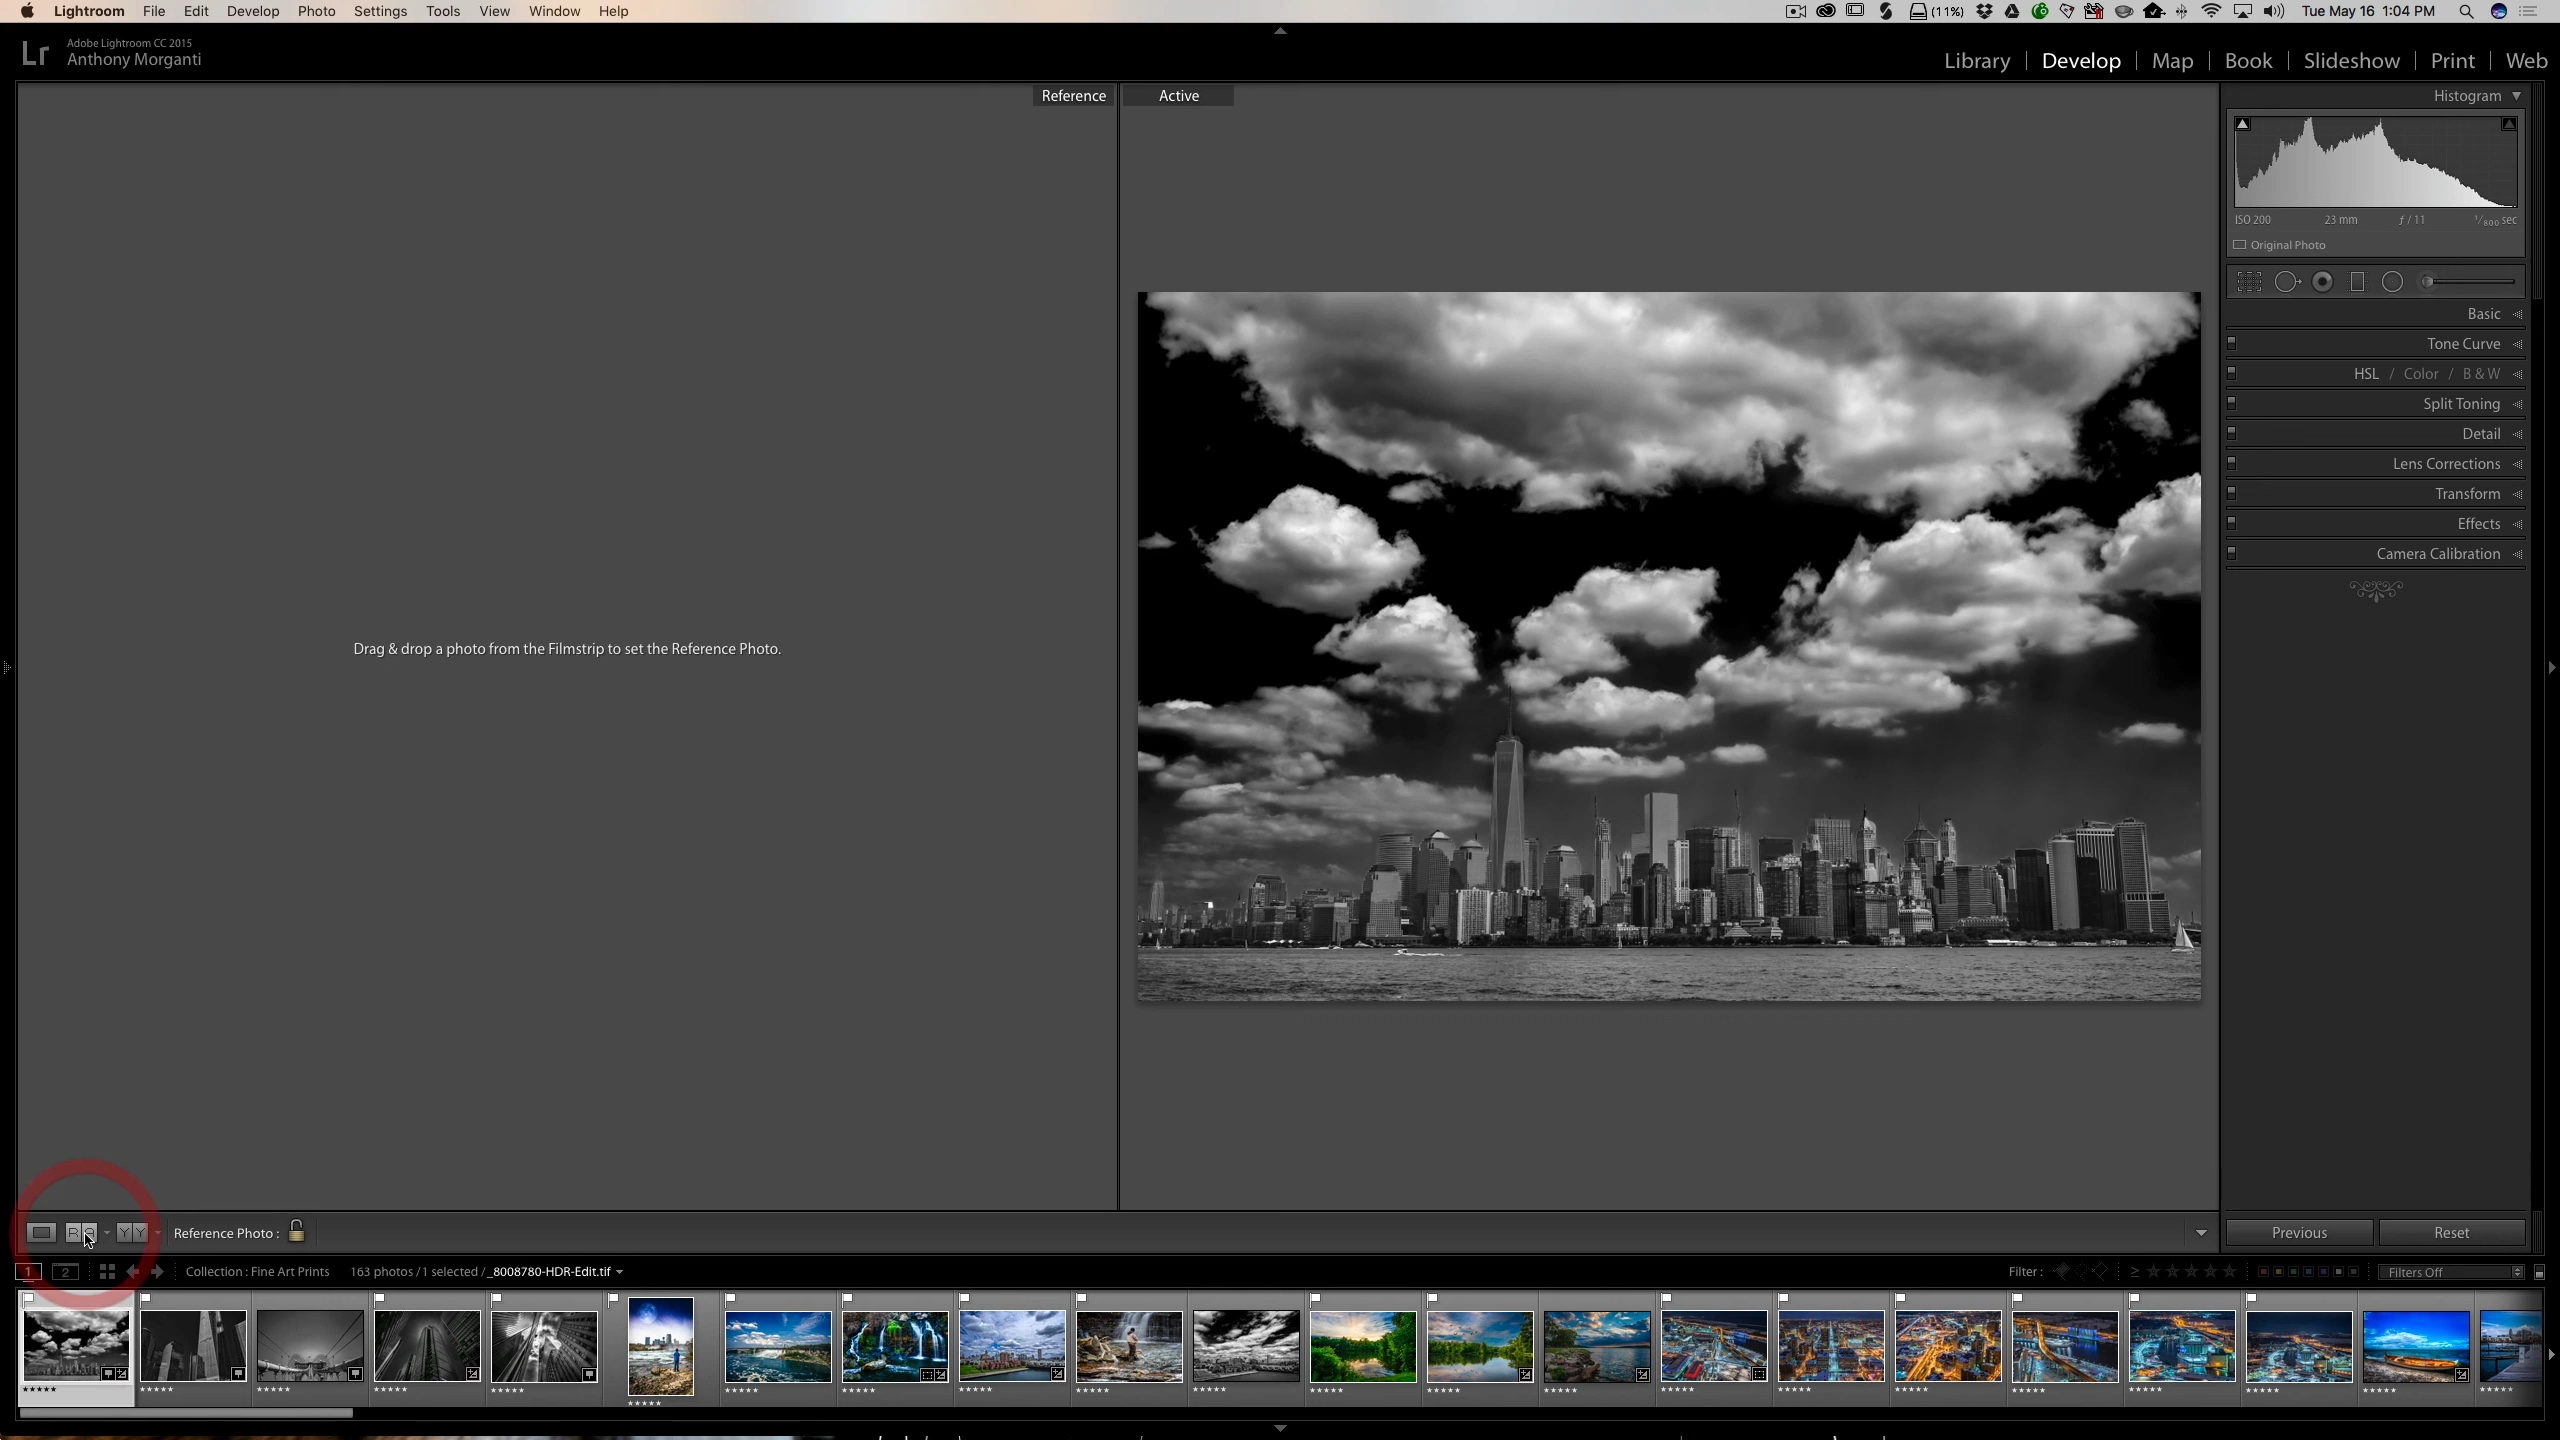 Lightroom File Edit Develop Photo Settings Tools View Window Help (11%) Tue May 16 1:04 PM
Lr Adobe Lightroom CC 2015
Anthony Morganti
Library | Develop | Map | Book | Slideshow | Print | Web
Reference Active Histogram
ISO 200 23 mm ƒ / 11 1/800 sec
Original Photo
Basic
Tone Curve
HSL / Color / B & W
Split Toning
Detail
Lens Corrections
Transform
Effects
Camera Calibration
Drag & drop a photo from the Filmstrip to set the Reference Photo.
Y Y Reference Photo : Previous Reset
1 2 Collection : Fine Art Prints 163 photos / 1 selected / _8008780-HDR-Edit.tif Filter : Filters Off